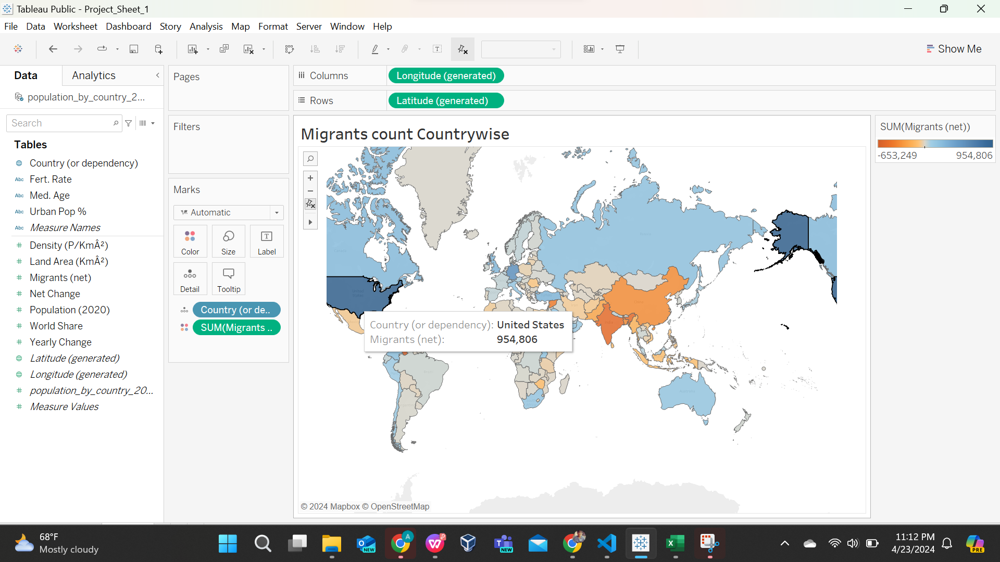 Tableau Public - Project_Sheet_1
File Data Worksheet Dashboard Story Analysis Map Format Server Window Help
Show Me
Data Analytics
population_by_country_2...
Search
Tables
Country (or dependency)
Abc Fert. Rate
Abc Med. Age
Abc Urban Pop %
Abc Measure Names
Density (P/KmÂ²)
Land Area (KmÂ²)
Migrants (net)
Net Change
Population (2020)
World Share
Yearly Change
Latitude (generated)
Longitude (generated)
population_by_country_20...
Measure Values
Pages
Filters
Marks
Automatic
Color Size Label
Detail Tooltip
Country (or de..
SUM(Migrants ..
Columns Longitude (generated)
Rows Latitude (generated)
Migrants count Countrywise
Country (or dependency): United States
Migrants (net): 954,806
© 2024 Mapbox © OpenStreetMap
SUM(Migrants (net))
-653,249 954,806
68°F
Mostly cloudy
NEW
A
NEW
11:12 PM
4/23/2024
PRE